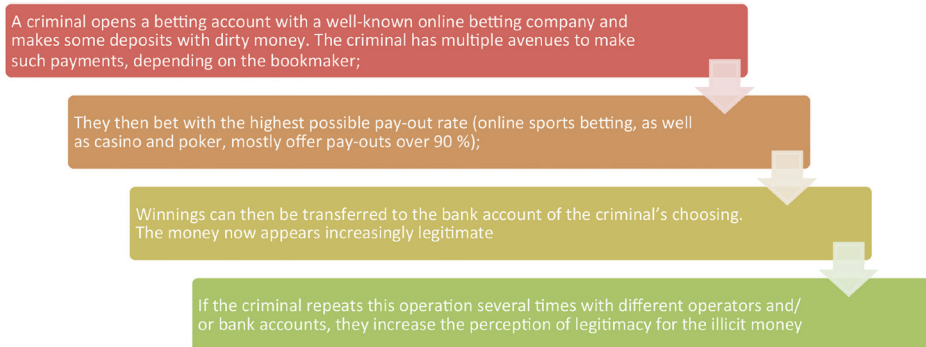 A criminal opens a betting account with a well-known online betting company and
makes some deposits with dirty money. The criminal has multiple avenues to make
such payments, depending on the bookmaker;
They then bet with the highest possible pay-out rate (online sports betting, as well
as casino and poker, mostly offer pay-outs over 90 %);
Winnings can then be transferred to the bank account of the criminal's choosing.
The money now appears increasingly legitimate
If the criminal repeats this operation several times with different operators and/
or bank accounts, they increase the perception of legitimacy for the illicit money